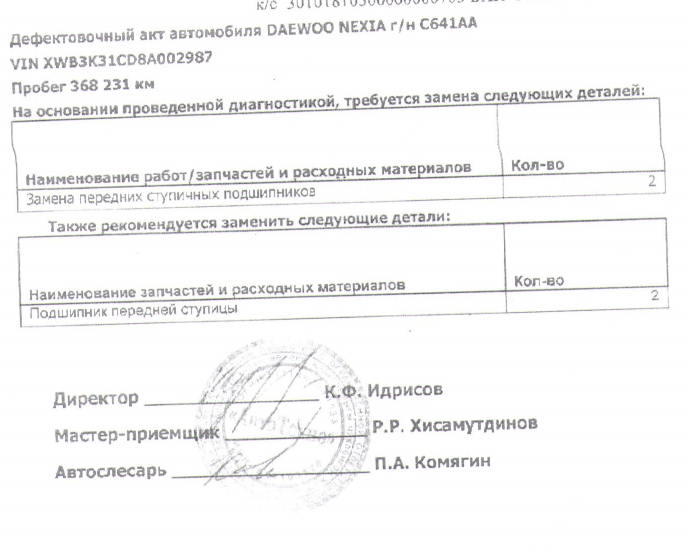 к/с
Дефектовочный акт автомобиля DAEWOO NEXIA г/н С641АА
VIN XWB3K31CD8A002987
Пробег 368 231 км
На основании проведенной диагностикой, требуется замена следующих деталей:
Наименование работ/запчастей и расходных материалов Кол-во
Замена передних ступичных подшипников 2
Также рекомендуется заменить следующие детали:
Наименование запчастей и расходных материалов Кол-во
Подшипник передней ступицы 2
Директор К.Ф. Идрисов
Мастер-приемщик Р.Р. Хисамутдинов
Автослесарь П.А. Комягин